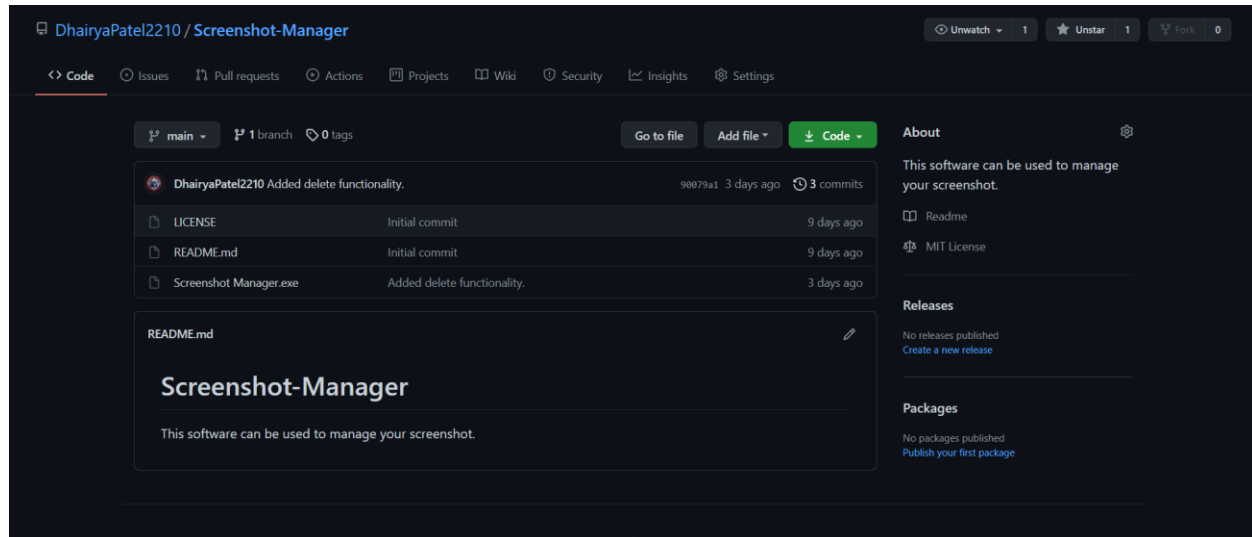 DhairyaPatel2210 / Screenshot-Manager
Unwatch 1 Unstar 1 Fork 0
<> Code Issues Pull requests Actions Projects Wiki Security Insights Settings
main 1 branch 0 tags Go to file Add file Code
DhairyaPatel2210 Added delete functionality. 90079a1 3 days ago 3 commits
LICENSE Initial commit 9 days ago
README.md Initial commit 9 days ago
Screenshot Manager.exe Added delete functionality. 3 days ago
README.md
Screenshot-Manager
This software can be used to manage your screenshot.
About
This software can be used to manage
your screenshot.
Readme
MIT License
Releases
No releases published
Create a new release
Packages
No packages published
Publish your first package